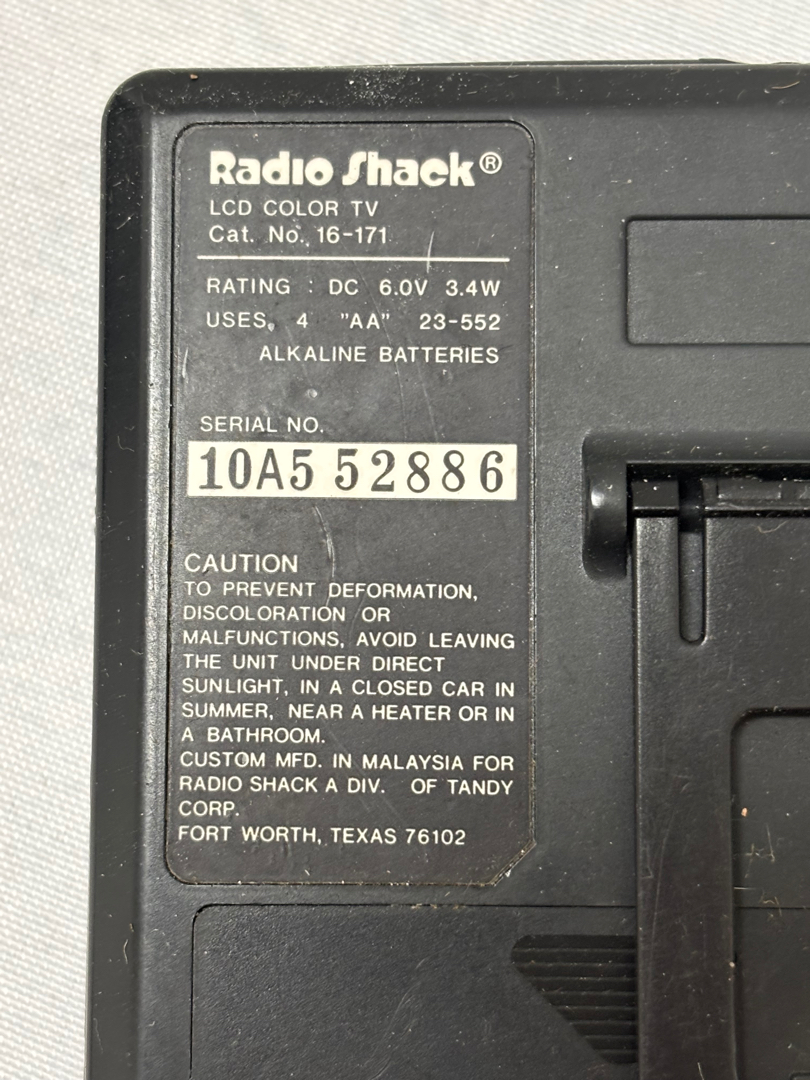 Radio Shack®
LCD COLOR TV
Cat. No. 16-171
RATING : DC 6.0V 3.4W
USES 4 "AA" 23-552
ALKALINE BATTERIES
SERIAL NO.
10A5 52886
CAUTION
TO PREVENT DEFORMATION,
DISCOLORATION OR
MALFUNCTIONS, AVOID LEAVING
THE UNIT UNDER DIRECT
SUNLIGHT, IN A CLOSED CAR IN
SUMMER, NEAR A HEATER OR IN
A BATHROOM.
CUSTOM MFD. IN MALAYSIA FOR
RADIO SHACK A DIV. OF TANDY
CORP.
FORT WORTH, TEXAS 76102